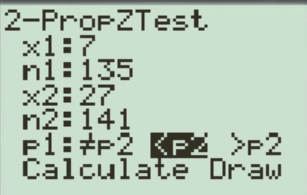 2-PropZTest
x1:7
n1:135
x2:27
n2:141
p1:≠p2 <p2 >p2
Calculate Draw